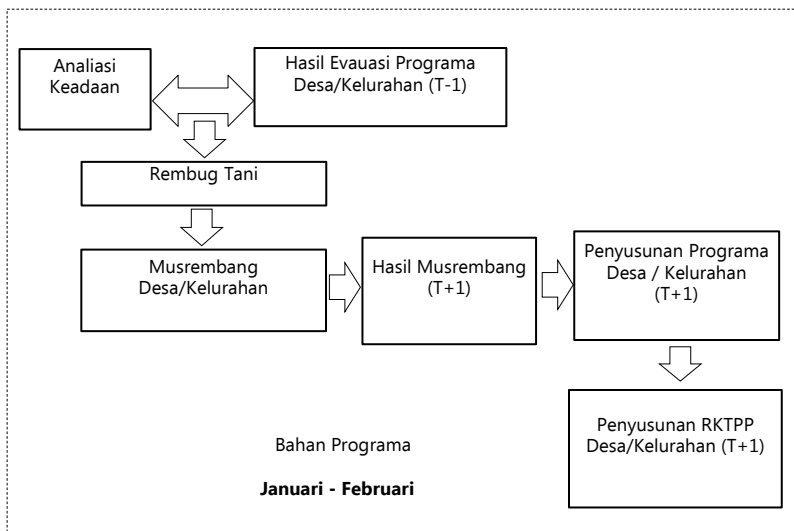 Analiasi
Keadaan
Hasil Evauasi Programa
Desa/Kelurahan (T-1)
Rembug Tani
Musrembang
Desa/Kelurahan
Hasil Musrembang
(T+1)
Penyusunan Programa
Desa / Kelurahan
(T+1)
Penyusunan RKTPP
Desa/Kelurahan (T+1)
Bahan Programa
Januari - Februari